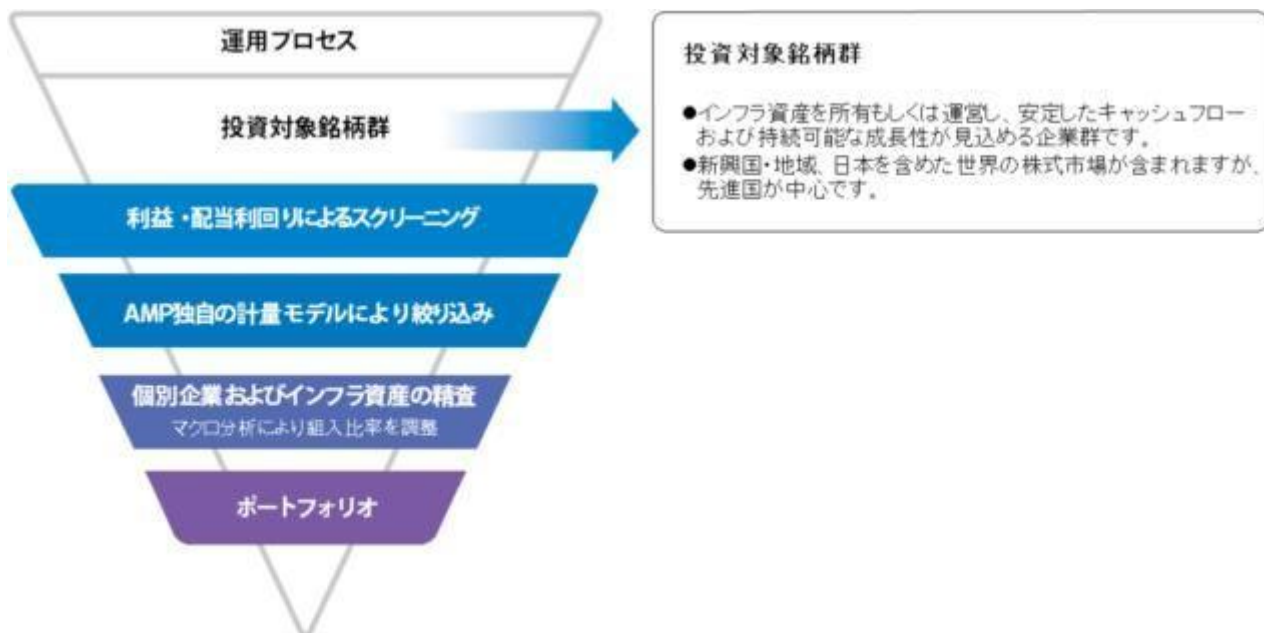 運用プロセス
投資対象銘柄群
利益・配当利回りによるスクリーニング
AMP独自の計量モデルにより絞り込み
個別企業およびインフラ資産の精査
マクロ分析により組入比率を調整
ポートフォリオ
投資対象銘柄群
●インフラ資産を所有もしくは運営し、安定したキャッシュフロー
および持続可能な成長性が見込める企業群です。
●新興国・地域、日本を含めた世界の株式市場が含まれますが、
先進国が中心です。